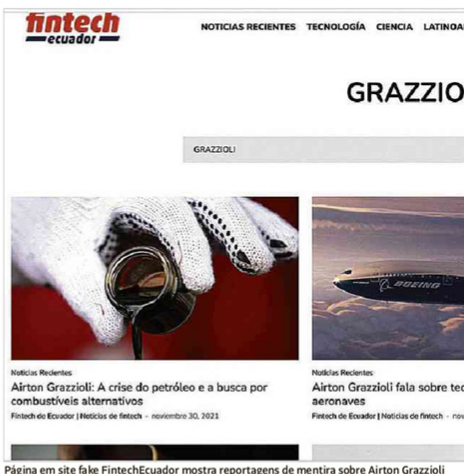 fintech
ecuador
NOTICIAS RECIENTES TECNOLOGÍA CIENCIA
GRAZZIO
GRAZZIOLI
BOEING
Noticias Recientes
Airton Grazzioli: A crise do petróleo e a busca por
combustíveis alternativos
Fintech de Ecuador | Noticias de fintech - noviembre 30, 2021
Noticias Recientes
Airton Grazzioli fala sobre tec
aeronaves
Fintech de Ecuador | Noticias de fintech - nov
Página em site fake FintechEcuador mostra reportagens de mentira sobre Airton Grazzioli